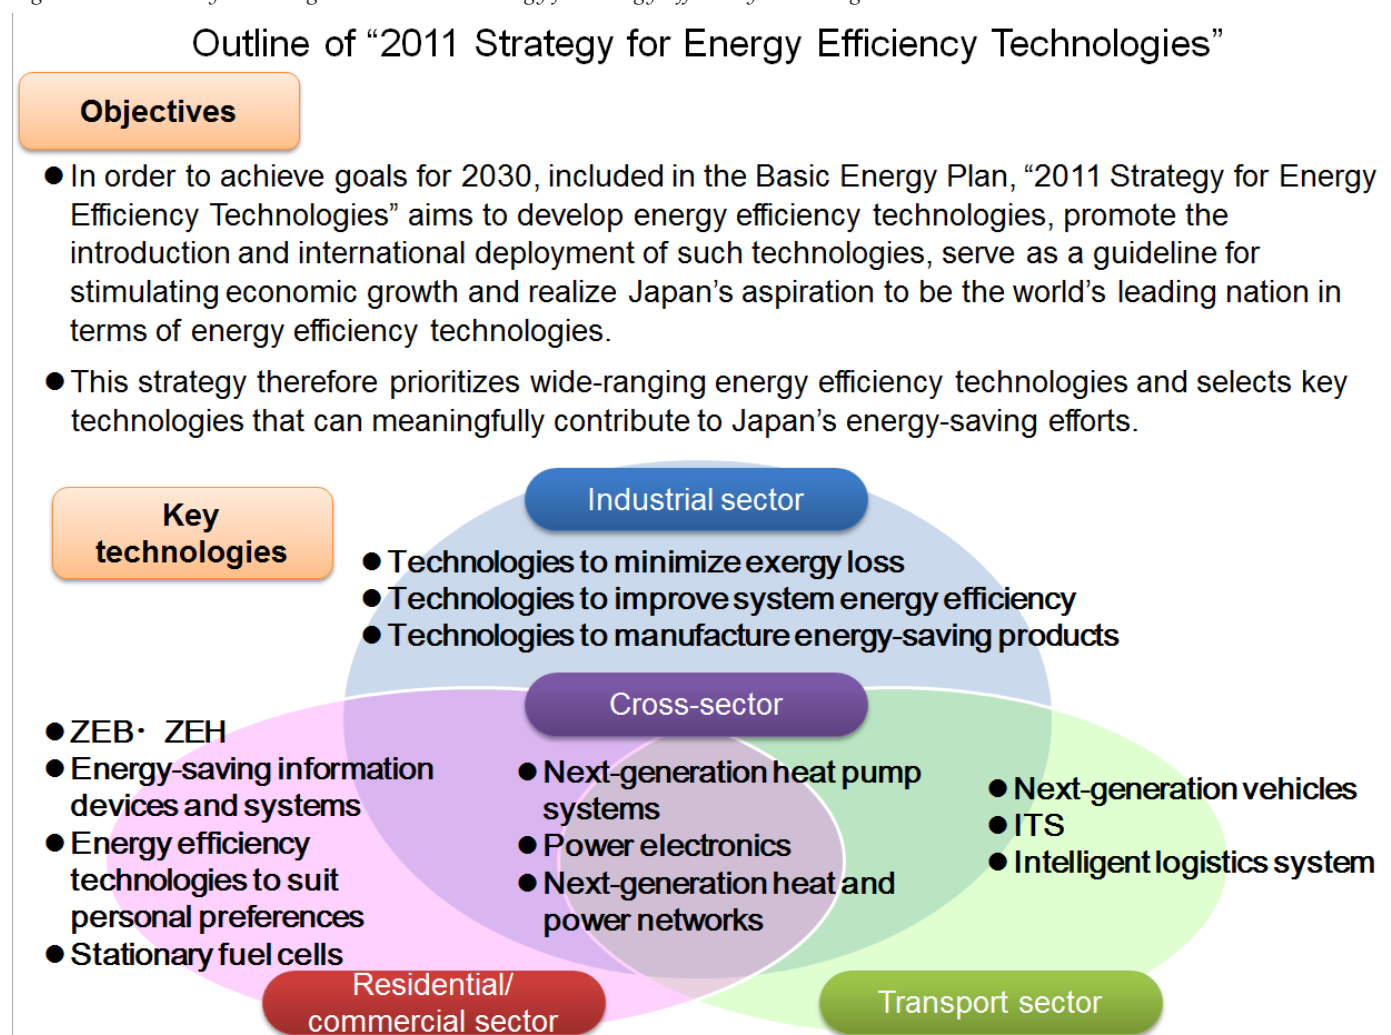 Outline of “2011 Strategy for Energy Efficiency Technologies”
Objectives
● In order to achieve goals for 2030, included in the Basic Energy Plan, “2011 Strategy for Energy
Efficiency Technologies” aims to develop energy efficiency technologies, promote the
introduction and international deployment of such technologies, serve as a guideline for
stimulating economic growth and realize Japan’s aspiration to be the world’s leading nation in
terms of energy efficiency technologies.
● This strategy therefore prioritizes wide-ranging energy efficiency technologies and selects key
technologies that can meaningfully contribute to Japan’s energy-saving efforts.
Key
technologies
Industrial sector
● Technologies to minimize exergy loss
● Technologies to improve system energy efficiency
● Technologies to manufacture energy-saving products
Cross-sector
● Next-generation heat pump
systems
● Power electronics
● Next-generation heat and
power networks
● ZEB・ ZEH
● Energy-saving information
devices and systems
● Energy efficiency
technologies to suit
personal preferences
● Stationary fuel cells
Residential/
commercial sector
● Next-generation vehicles
● ITS
● Intelligent logistics system
Transport sector